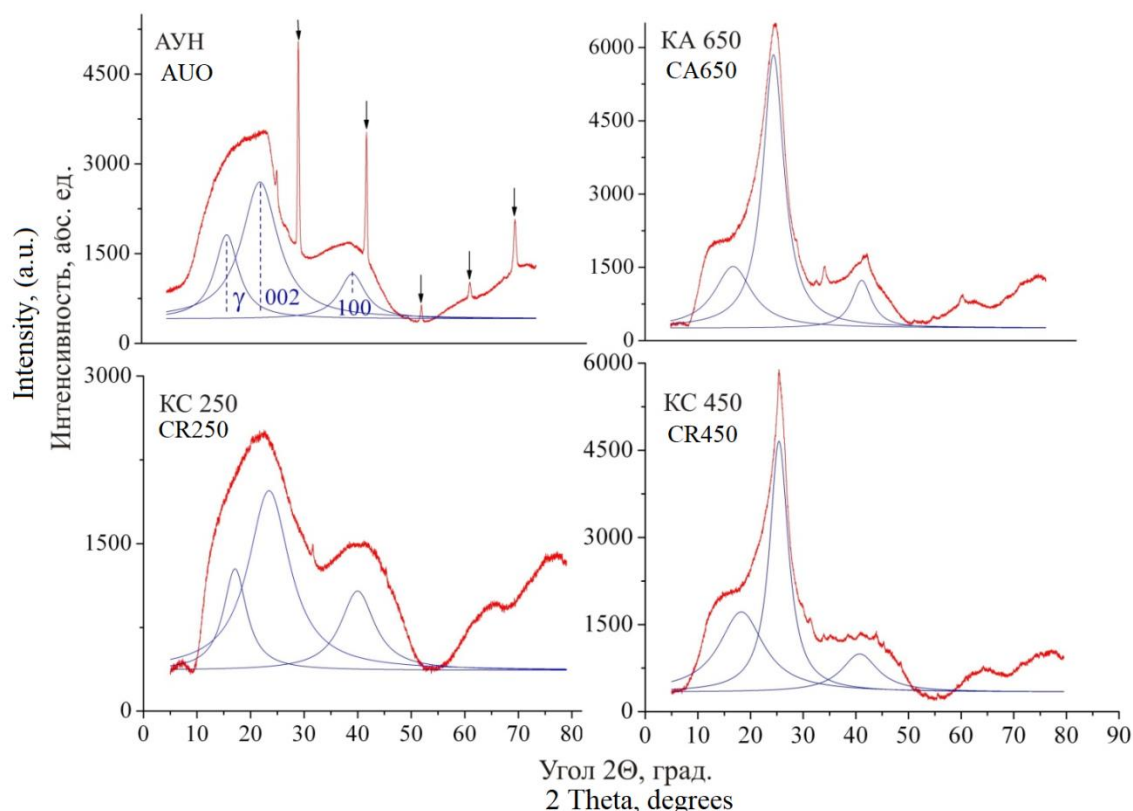 Intensity, (a.u.)
Интенсивность, абс. ед.
АУН
AUO
4500
3000
1500
0
γ
002
100
КА 650
CA650
6000
4500
3000
1500
0
КС 250
CR250
3000
1500
0
0 10 20 30 40 50 60 70 80
КС 450
CR450
6000
4500
3000
1500
0
0 10 20 30 40 50 60 70 80 90
Угол 2Θ, град.
2 Theta, degrees